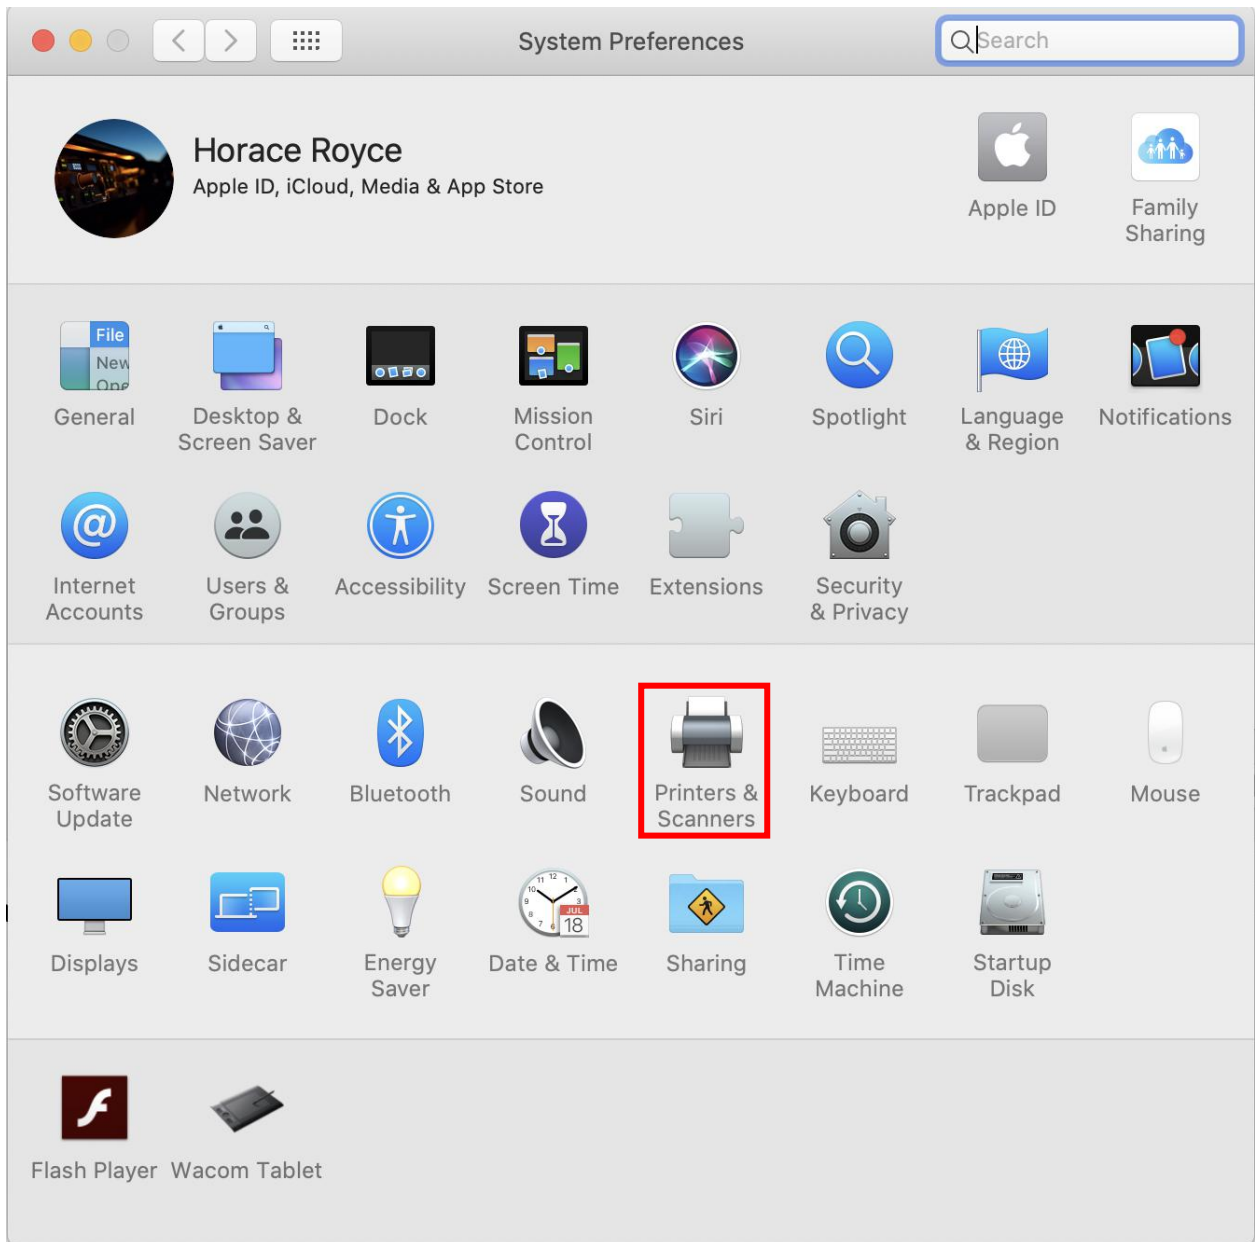 System Preferences
Search
Horace Royce
Apple ID, iCloud, Media & App Store
Apple ID
Family
Sharing
File
New
Ope
General
Desktop &
Screen Saver
Dock
Mission
Control
Siri
Spotlight
Language
& Region
Notifications
Internet
Accounts
Users &
Groups
Accessibility
Screen Time
Extensions
Security
& Privacy
Software
Update
Network
Bluetooth
Sound
Printers &
Scanners
Keyboard
Trackpad
Mouse
Displays
Sidecar
Energy
Saver
JUL
18
Date & Time
Sharing
Time
Machine
Startup
Disk
Flash Player
Wacom Tablet